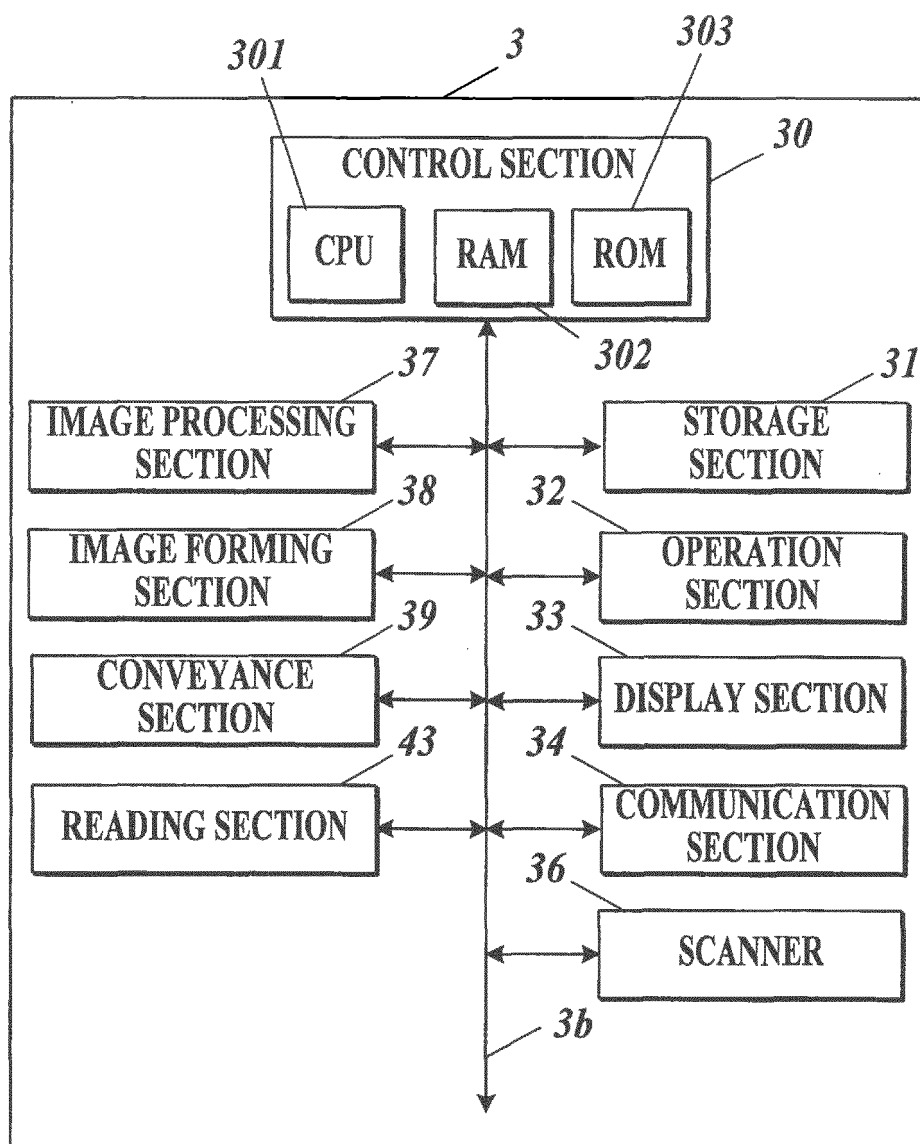 3
301
303
30
CONTROL SECTION
CPU
RAM
ROM
302
37
IMAGE PROCESSING
SECTION
31
STORAGE
SECTION
38
IMAGE FORMING
SECTION
32
OPERATION
SECTION
39
CONVEYANCE
SECTION
33
DISPLAY SECTION
43
READING SECTION
34
COMMUNICATION
SECTION
36
SCANNER
3b